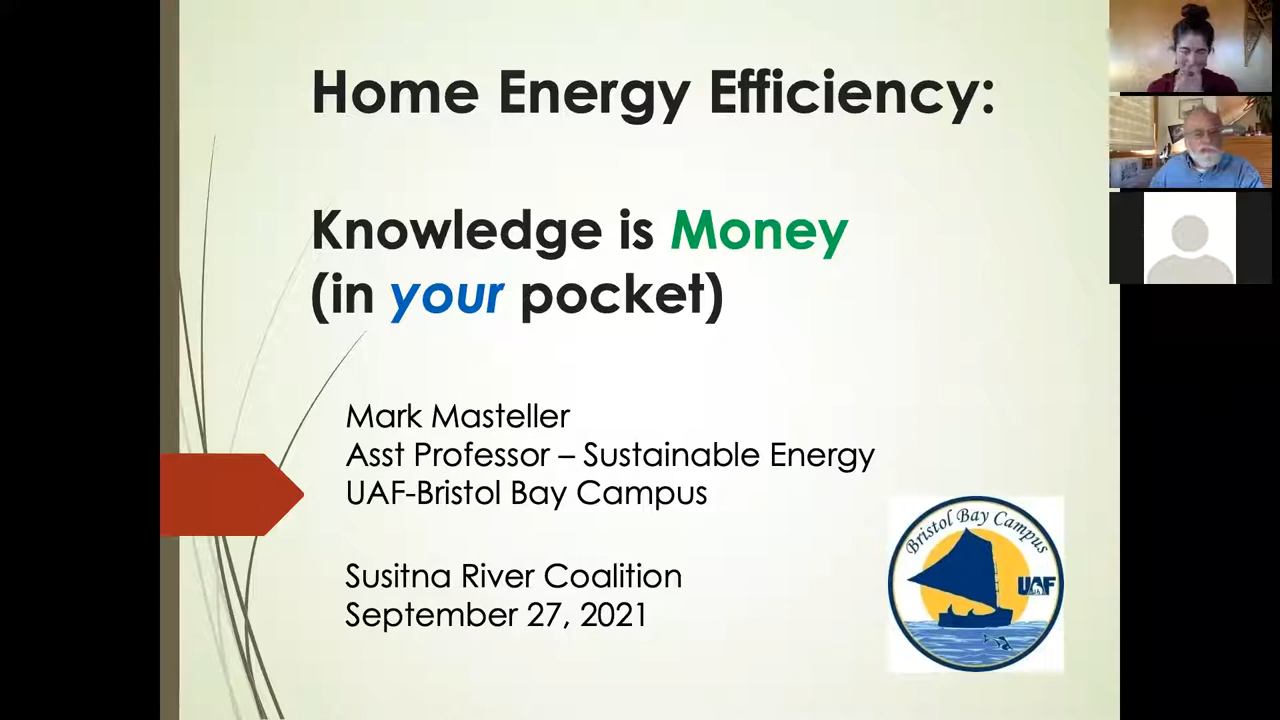 Home Energy Efficiency:
Knowledge is Money
(in your pocket)
Mark Masteller
Asst Professor – Sustainable Energy
UAF-Bristol Bay Campus
Susitna River Coalition
September 27, 2021
Bristol Bay Campus
UAF